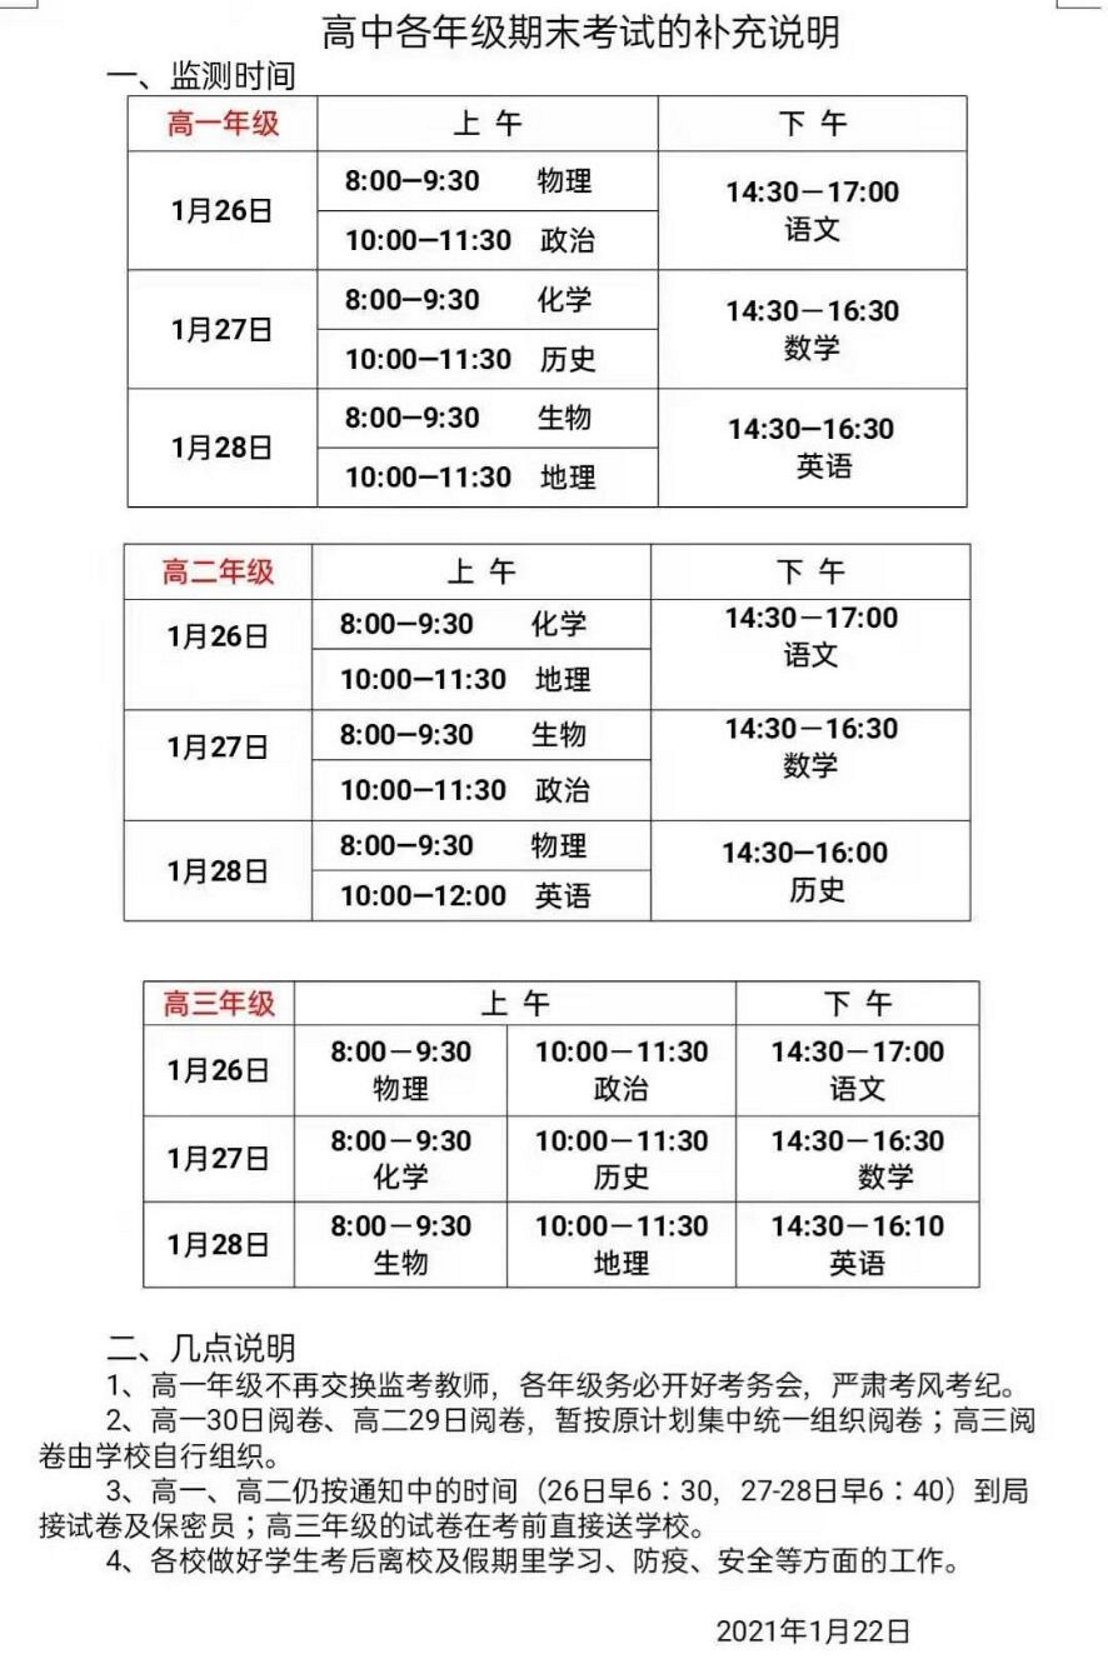 高中各年级期末考试的补充说明
一、监测时间
高一年级 上 午 下 午
1月26日 8:00—9:30 物理 14:30—17:00
语文
10:00—11:30 政治
1月27日 8:00—9:30 化学 14:30—16:30
数学
10:00—11:30 历史
1月28日 8:00—9:30 生物 14:30—16:30
英语
10:00—11:30 地理
高二年级 上 午 下 午
1月26日 8:00—9:30 化学 14:30—17:00
语文
10:00—11:30 地理
1月27日 8:00—9:30 生物 14:30—16:30
数学
10:00—11:30 政治
1月28日 8:00—9:30 物理 14:30—16:00
历史
10:00—12:00 英语
高三年级 上 午 下 午
1月26日 8:00—9:30 10:00—11:30 14:30—17:00
物理 政治 语文
1月27日 8:00—9:30 10:00—11:30 14:30—16:30
化学 历史 数学
1月28日 8:00—9:30 10:00—11:30 14:30—16:10
生物 地理 英语
二、几点说明
1、高一年级不再交换监考教师，各年级务必开好考务会，严肃考风考纪。
2、高一30日阅卷、高二29日阅卷，暂按原计划集中统一组织阅卷；高三阅
卷由学校自行组织。
3、高一、高二仍按通知中的时间（26日早6：30，27-28日早6：40）到局
接试卷及保密员；高三年级的试卷在考前直接送学校。
4、各校做好学生考后离校及假期里学习、防疫、安全等方面的工作。
2021年1月22日